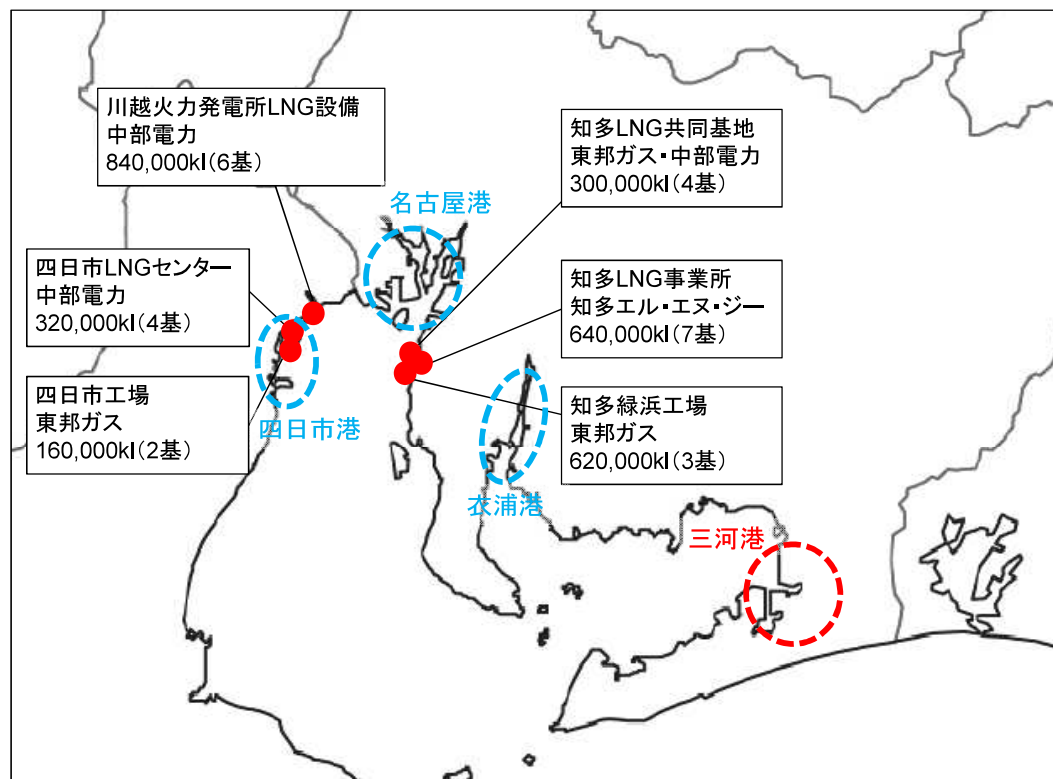 川越火力発電所LNG設備
中部電力
840,000kl(6基)
知多LNG共同基地
東邦ガス・中部電力
300,000kl(4基)
名古屋港
四日市LNGセンター
中部電力
320,000kl(4基)
知多LNG事業所
知多エル・エヌ・ジー
640,000kl(7基)
四日市工場
東邦ガス
160,000kl(2基)
四日市港
知多緑浜工場
東邦ガス
620,000kl(3基)
衣浦港
三河港